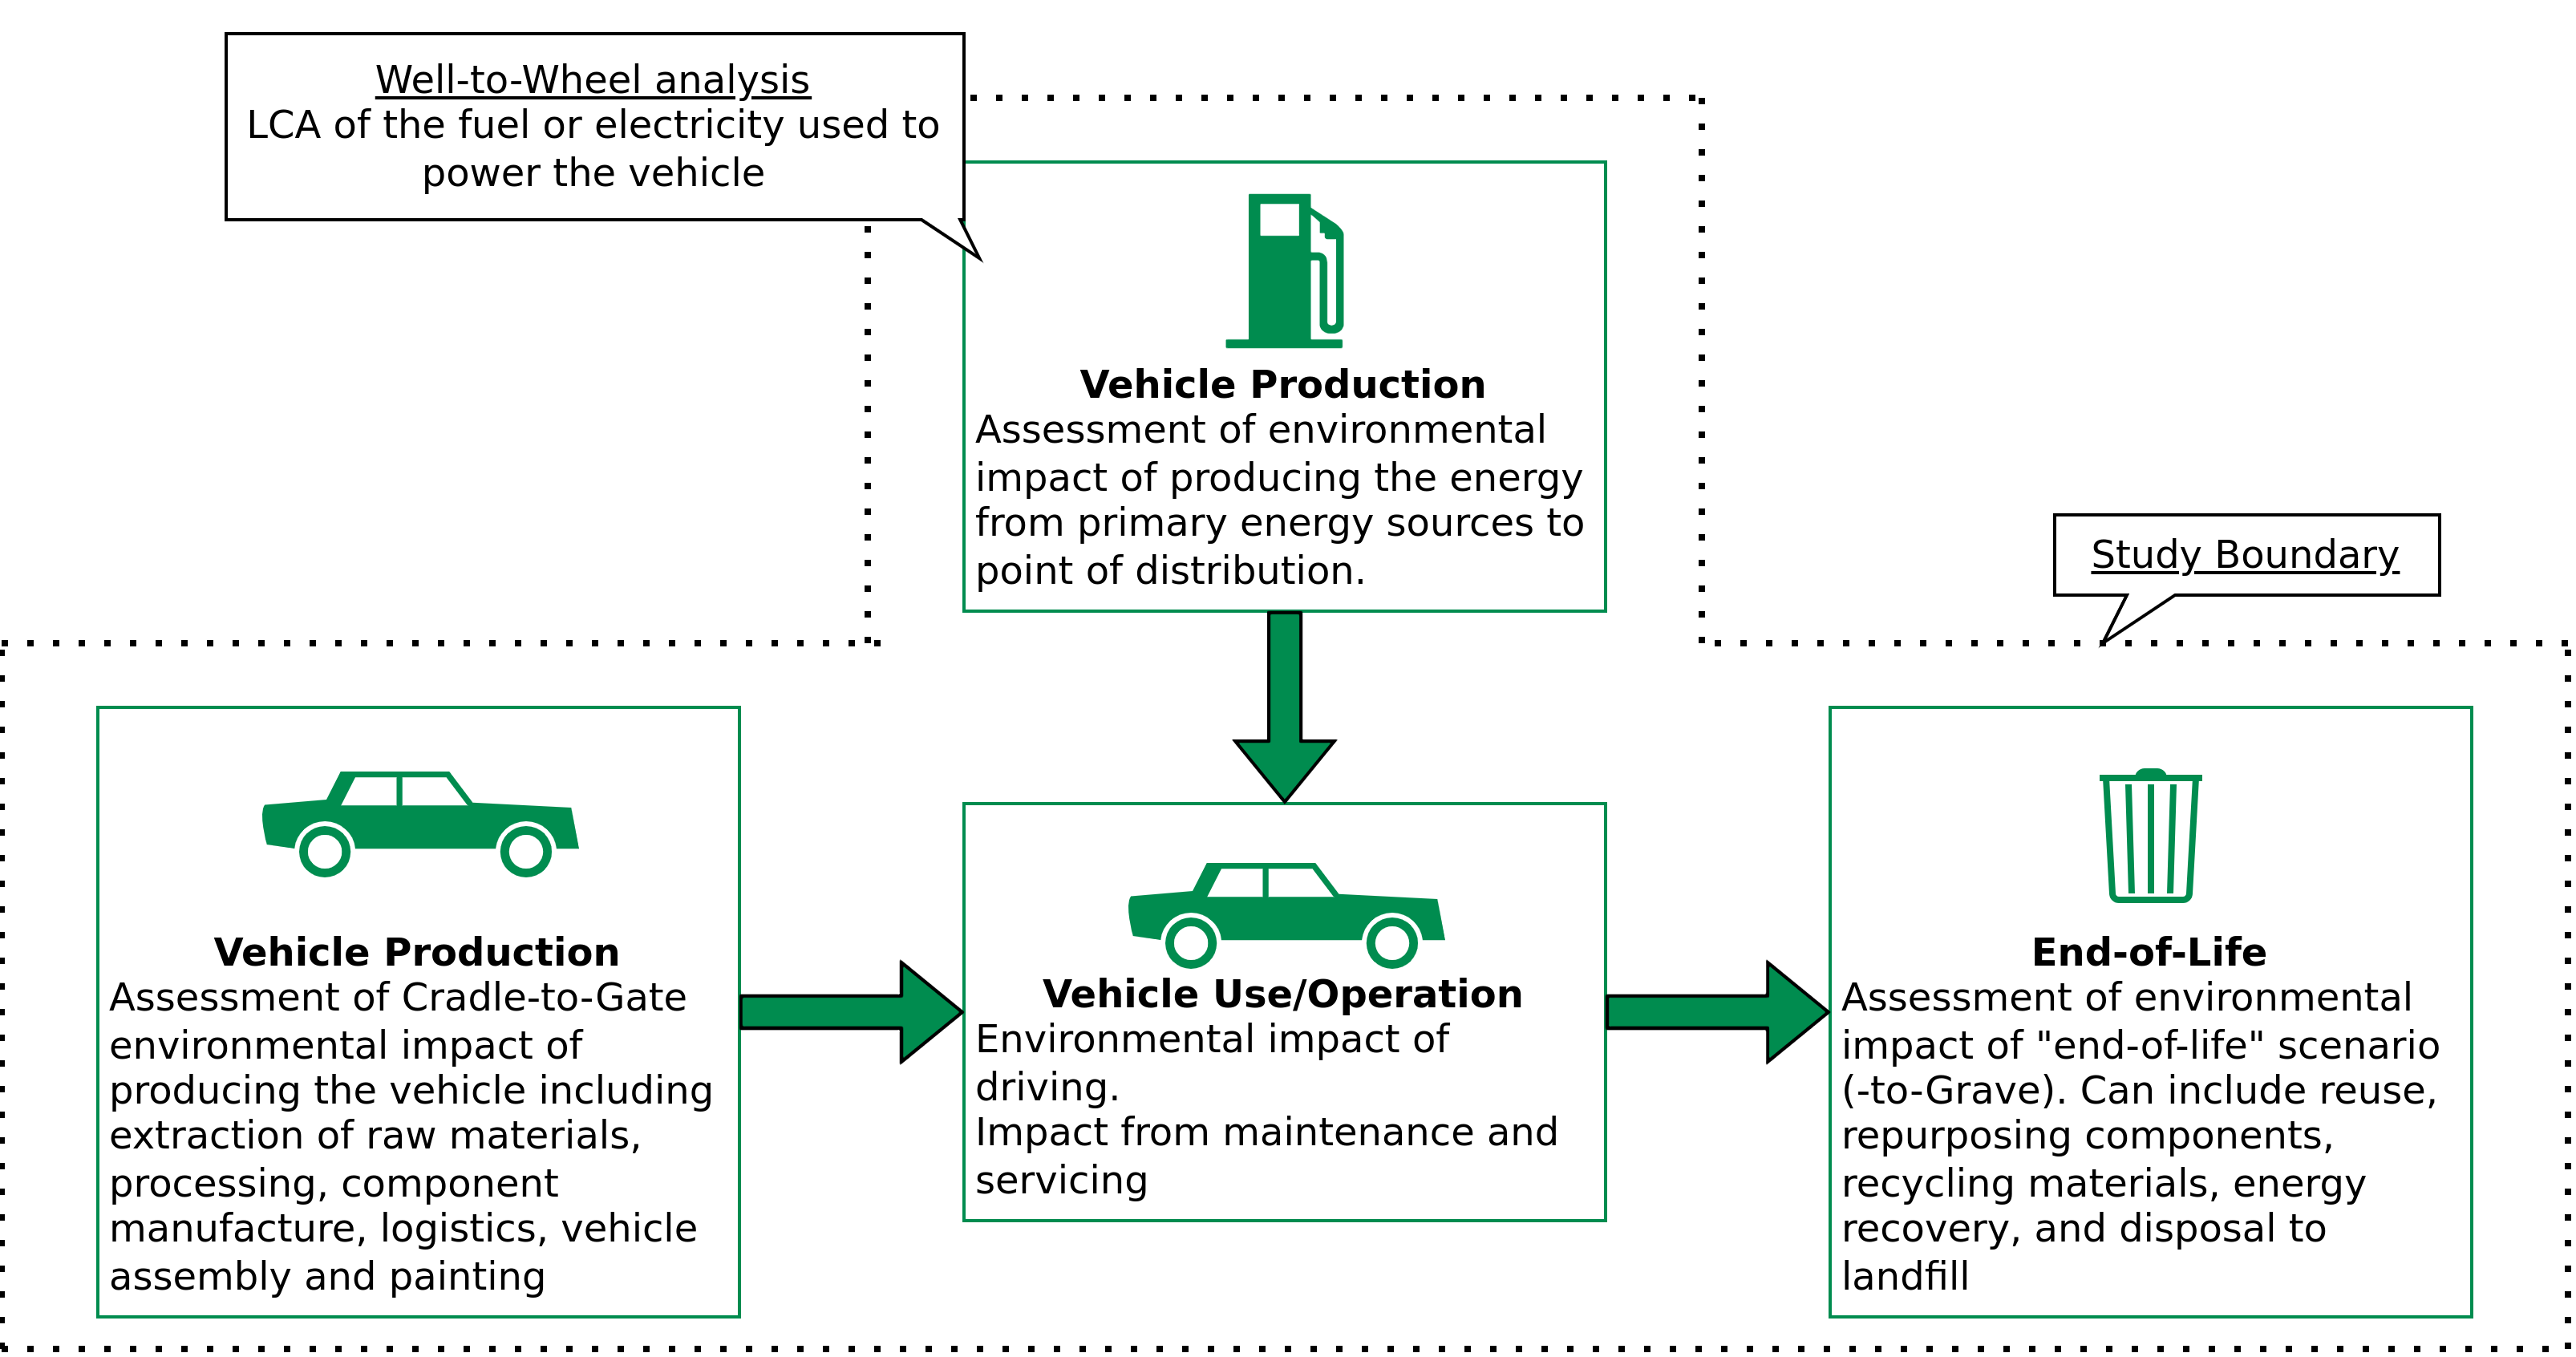 Well-to-Wheel analysis
LCA of the fuel or electricity used to
power the vehicle
Vehicle Production
Assessment of environmental
impact of producing the energy
from primary energy sources to
point of distribution.
Study Boundary
Vehicle Production
Assessment of Cradle-to-Gate
environmental impact of
producing the vehicle including
extraction of raw materials,
processing, component
manufacture, logistics, vehicle
assembly and painting
Vehicle Use/Operation
Environmental impact of
driving.
Impact from maintenance and
servicing
End-of-Life
Assessment of environmental
impact of "end-of-life" scenario
(-to-Grave). Can include reuse,
repurposing components,
recycling materials, energy
recovery, and disposal to
landfill